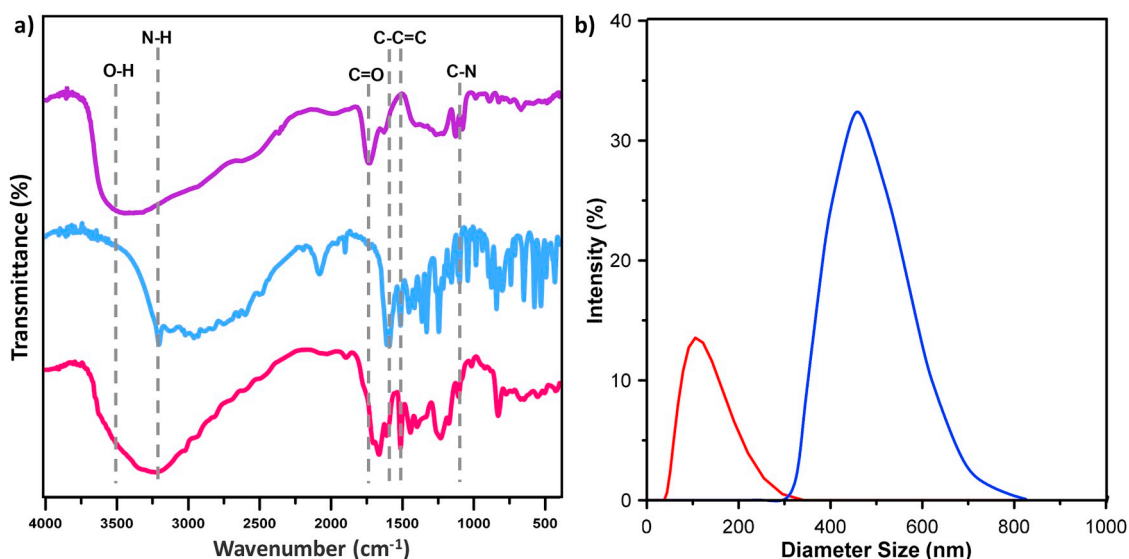 a)
O-H
N-H
C=O
C-C=C
C-N
Transmittance (%)
4000 3500 3000 2500 2000 1500 1000 500
Wavenumber (cm⁻¹)
b)
40
30
20
10
0
Intensity (%)
0 200 400 600 800 1000
Diameter Size (nm)